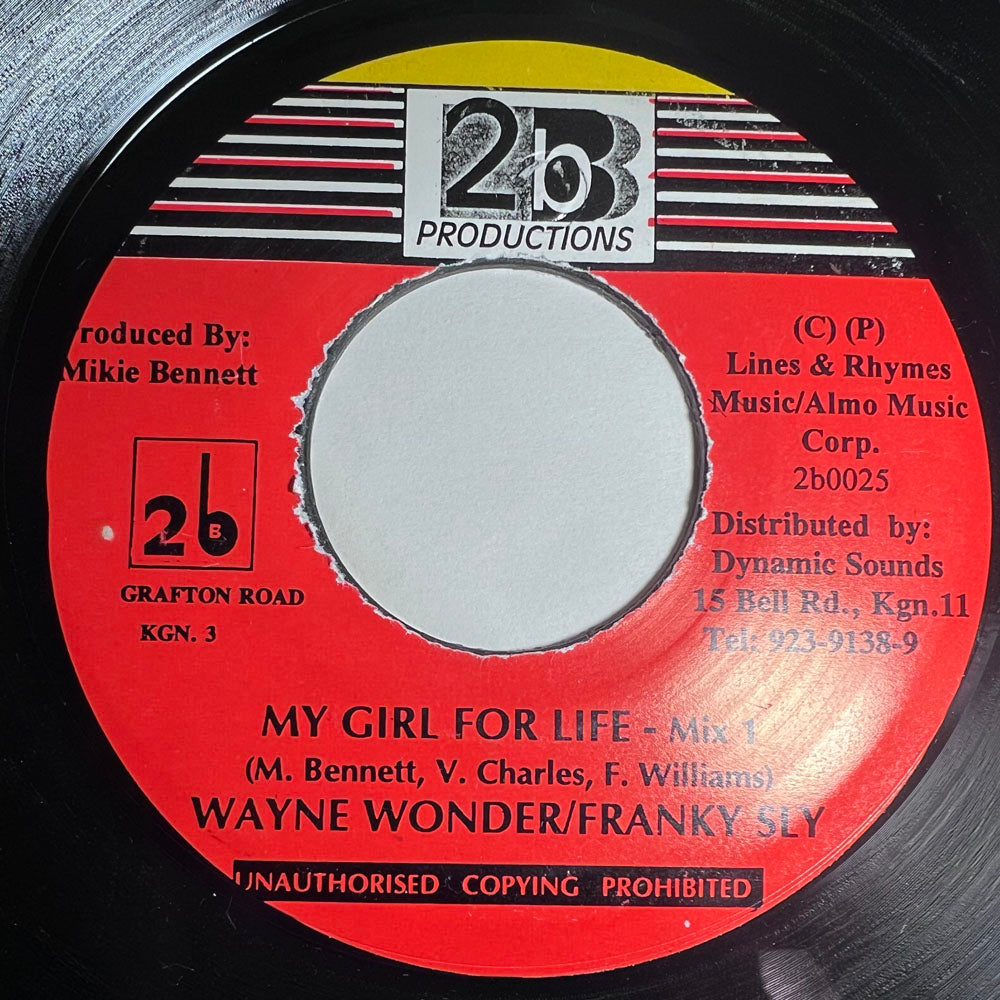 2bB
PRODUCTIONS
roduced By:
Mikie Bennett
2b
B
GRAFTON ROAD
KGN. 3
(C) (P)
Lines & Rhymes
Music/Almo Music
Corp.
2b0025
Distributed by:
Dynamic Sounds
15 Bell Rd., Kgn.11
Tel: 923-9138-9
MY GIRL FOR LIFE - Mix 1
(M. Bennett, V. Charles, F. Williams)
WAYNE WONDER/FRANKY SLY
UNAUTHORISED COPYING PROHIBITED